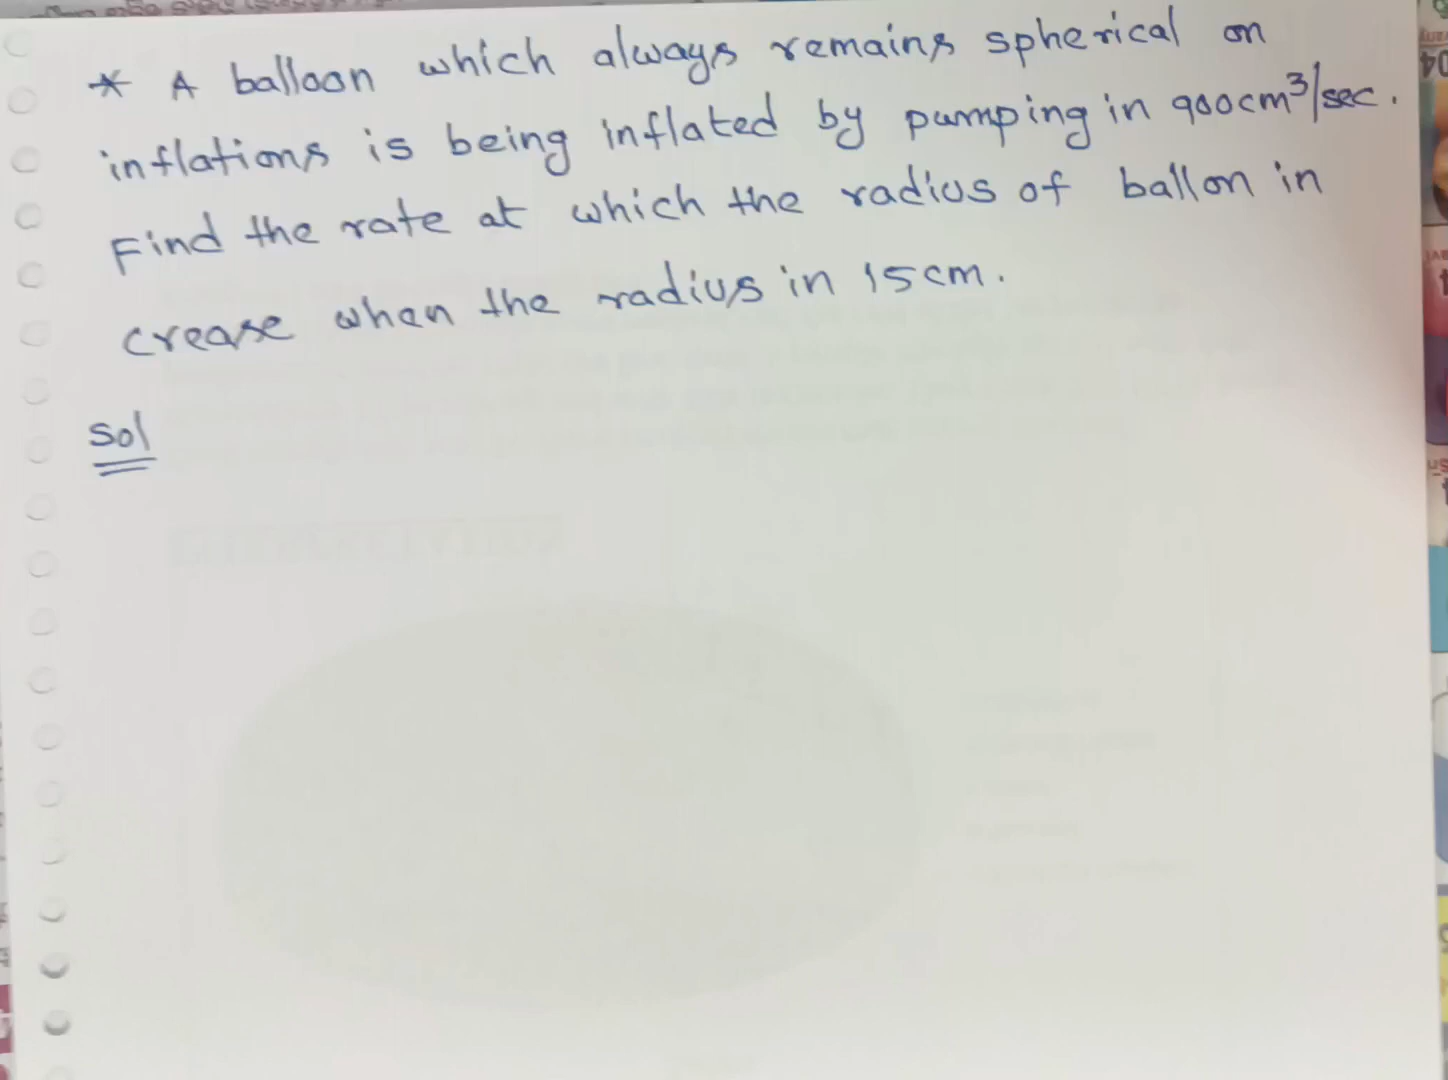 * A balloon which always remains spherical on
inflations is being inflated by pumping in 900cm³/sec.
Find the rate at which the radius of ballon in
crease when the radius in 15cm.
Sol